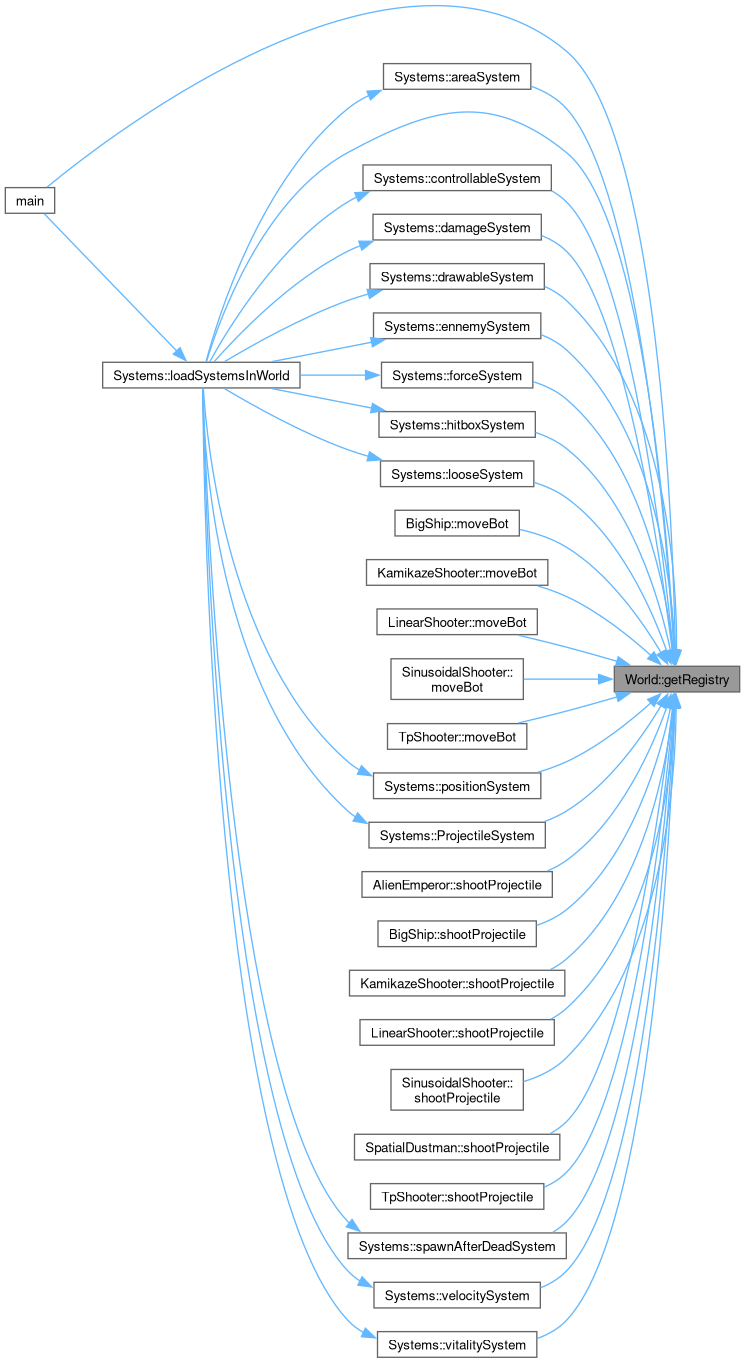 Systems::areaSystem
Systems::controllableSystem
main
Systems::damageSystem
Systems::drawableSystem
Systems::ennemySystem
Systems::loadSystemsInWorld
Systems::forceSystem
Systems::hitboxSystem
Systems::looseSystem
BigShip::moveBot
KamikazeShooter::moveBot
LinearShooter::moveBot
SinusoidalShooter::
moveBot
World::getRegistry
TpShooter::moveBot
Systems::positionSystem
Systems::ProjectileSystem
AlienEmperor::shootProjectile
BigShip::shootProjectile
KamikazeShooter::shootProjectile
LinearShooter::shootProjectile
SinusoidalShooter::
shootProjectile
SpatialDustman::shootProjectile
TpShooter::shootProjectile
Systems::spawnAfterDeadSystem
Systems::velocitySystem
Systems::vitalitySystem